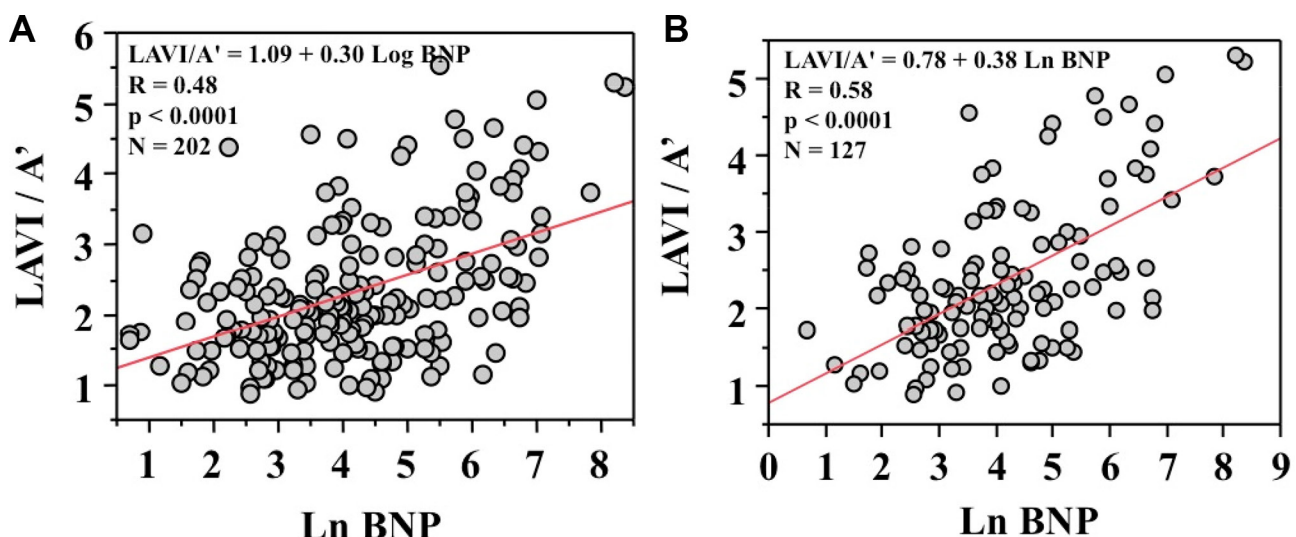 A
LAVI/A' = 1.09 + 0.30 Log BNP
R = 0.48
p < 0.0001
N = 202
LAVI / A’
6
5
4
3
2
1
1 2 3 4 5 6 7 8
Ln BNP
B
LAVI/A' = 0.78 + 0.38 Ln BNP
R = 0.58
p < 0.0001
N = 127
LAVI / A’
5
4
3
2
1
0 1 2 3 4 5 6 7 8 9
Ln BNP